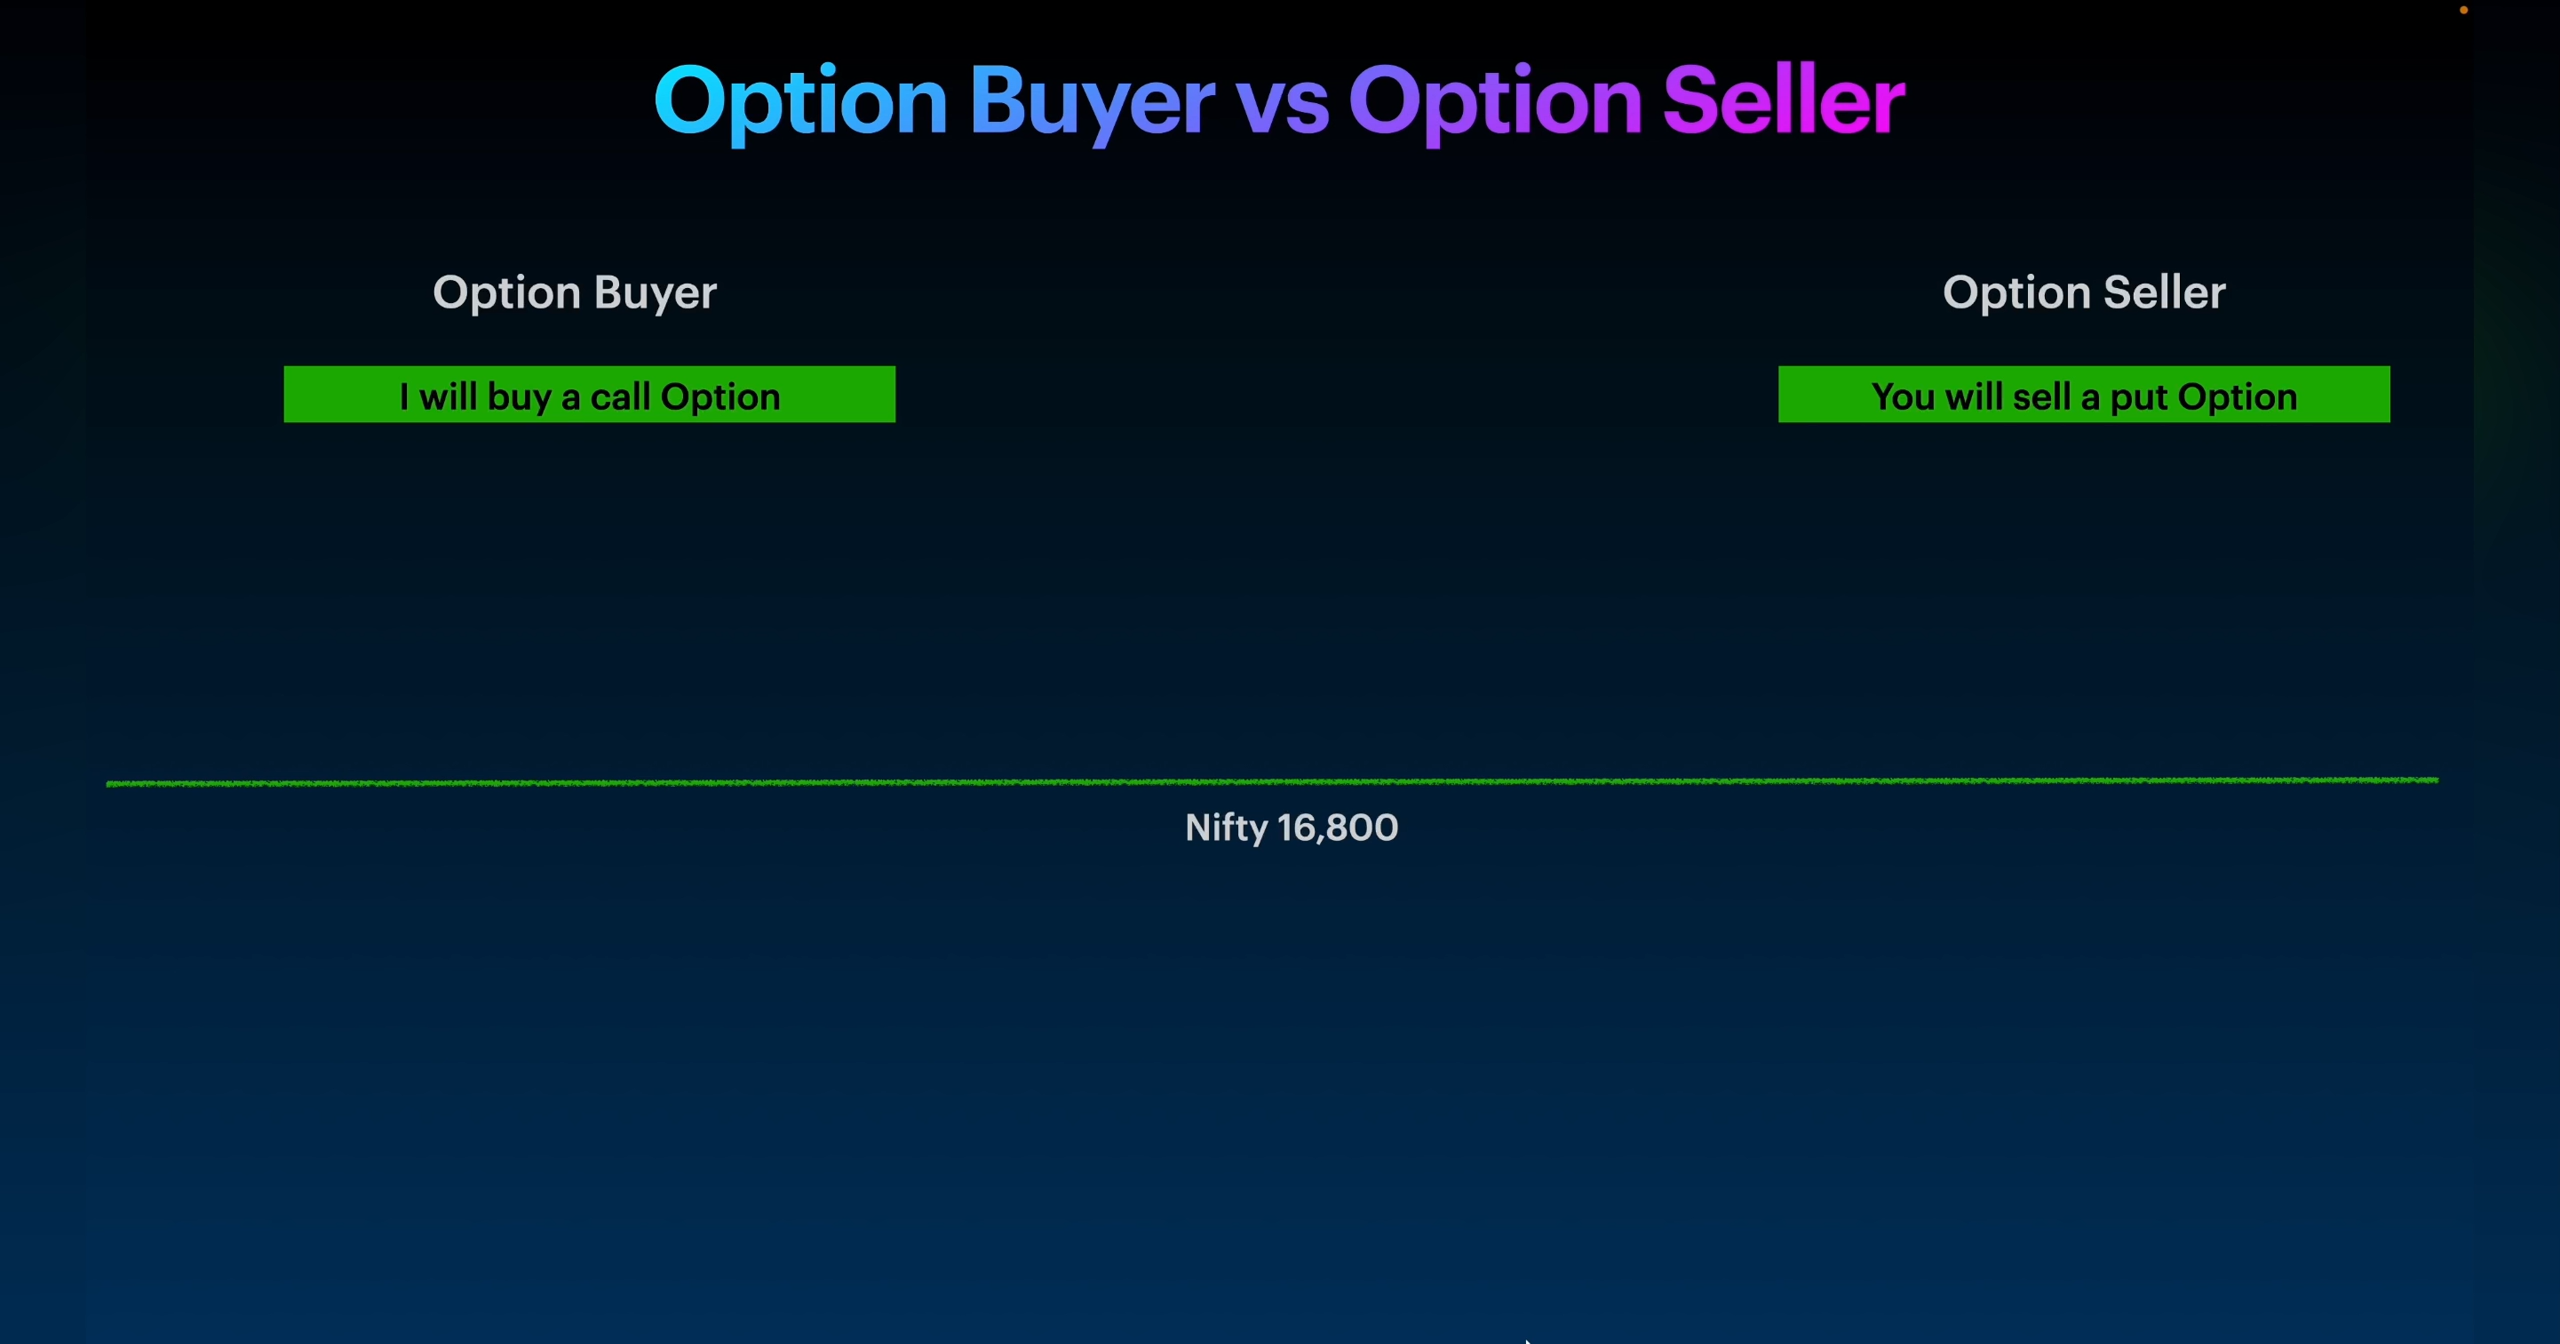 Option Buyer vs Option Seller
Option Buyer
Option Seller
I will buy a call Option
You will sell a put Option
Nifty 16,800